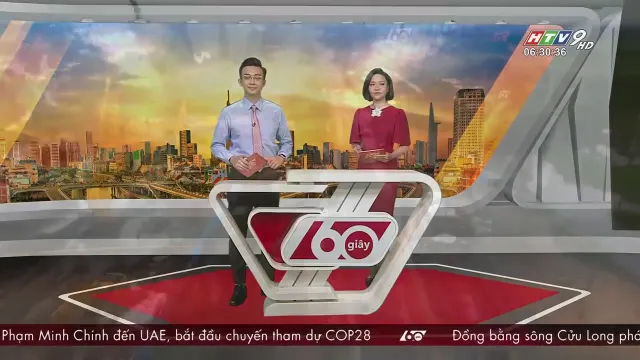 HTV9 HD
06:30:36
60 giây
Phạm Minh Chính đến UAE, bắt đầu chuyến tham dự COP28 60 Đồng bằng sông Cửu Long